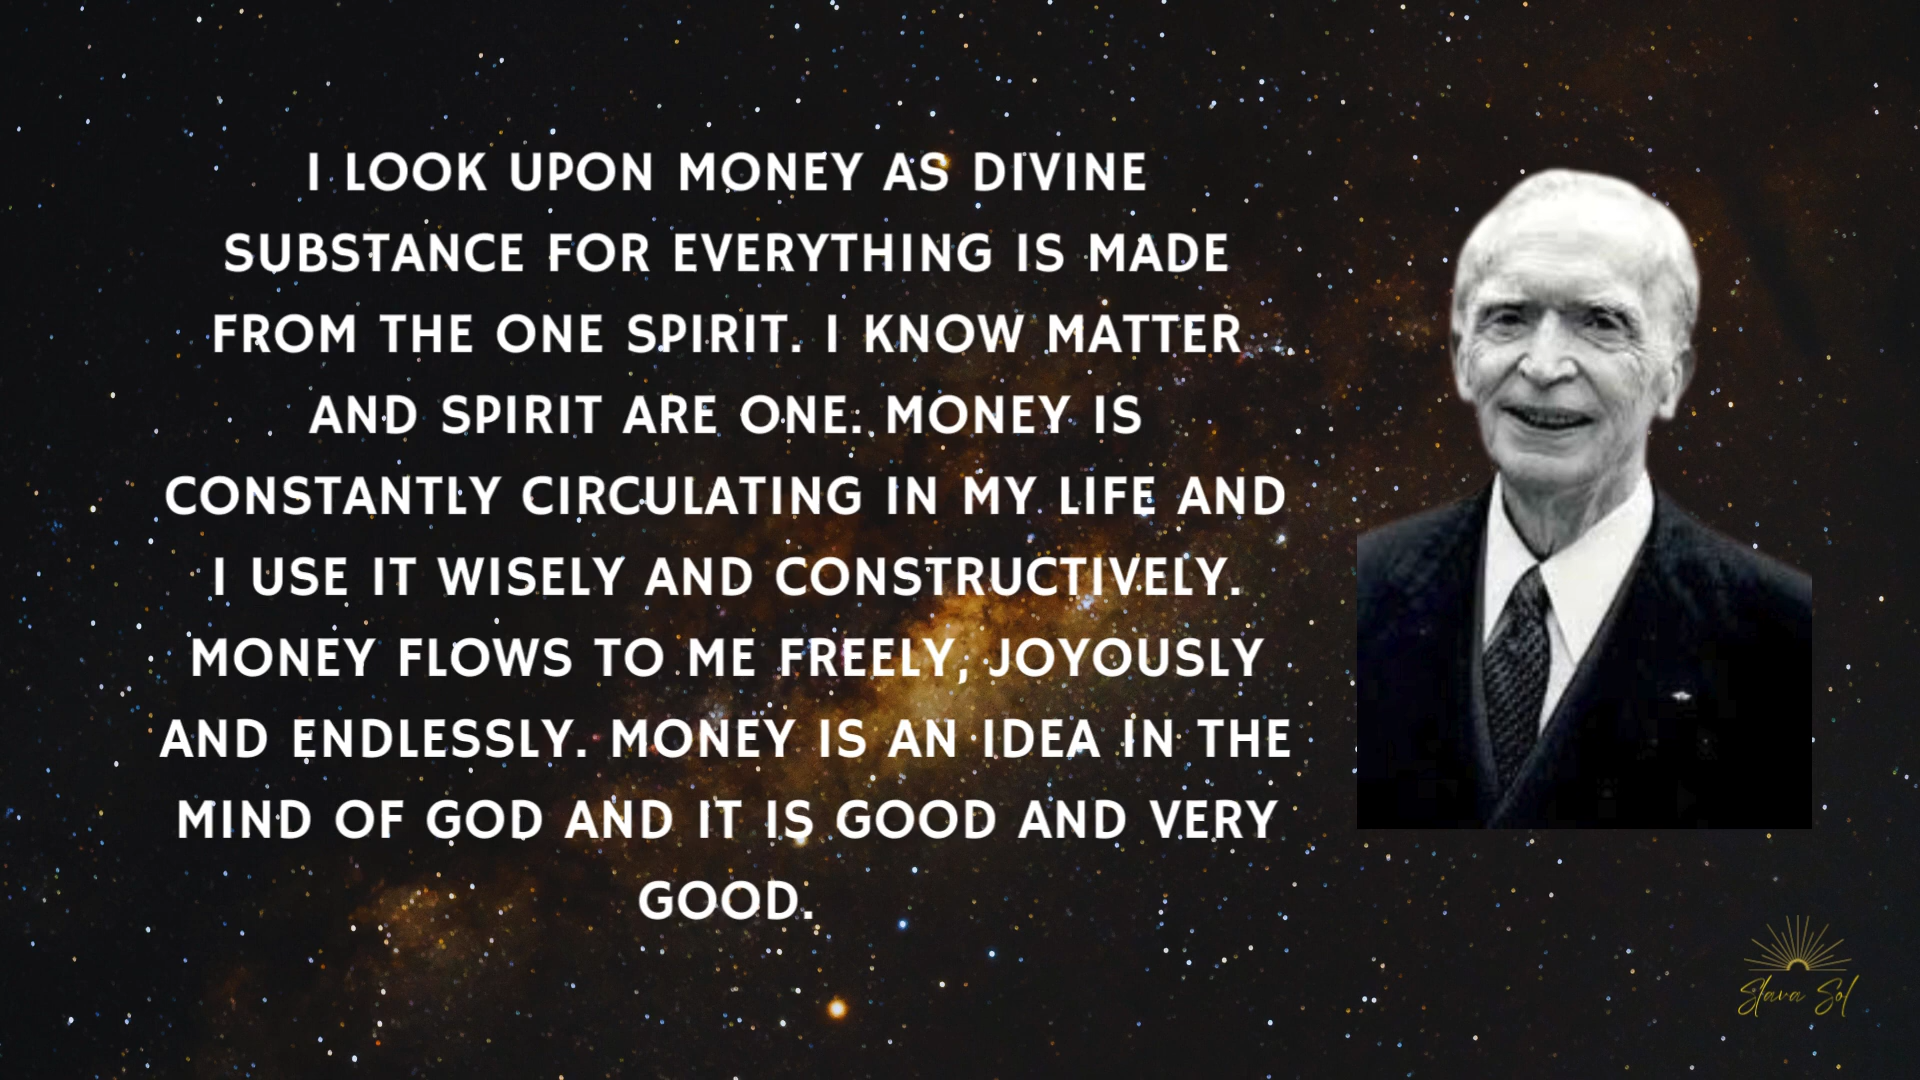 I LOOK UPON MONEY AS DIVINE
SUBSTANCE FOR EVERYTHING IS MADE
FROM THE ONE SPIRIT. I KNOW MATTER
AND SPIRIT ARE ONE. MONEY IS
CONSTANTLY CIRCULATING IN MY LIFE AND
I USE IT WISELY AND CONSTRUCTIVELY.
MONEY FLOWS TO ME FREELY, JOYOUSLY
AND ENDLESSLY. MONEY IS AN IDEA IN THE
MIND OF GOD AND IT IS GOOD AND VERY
GOOD.
Slava Sol